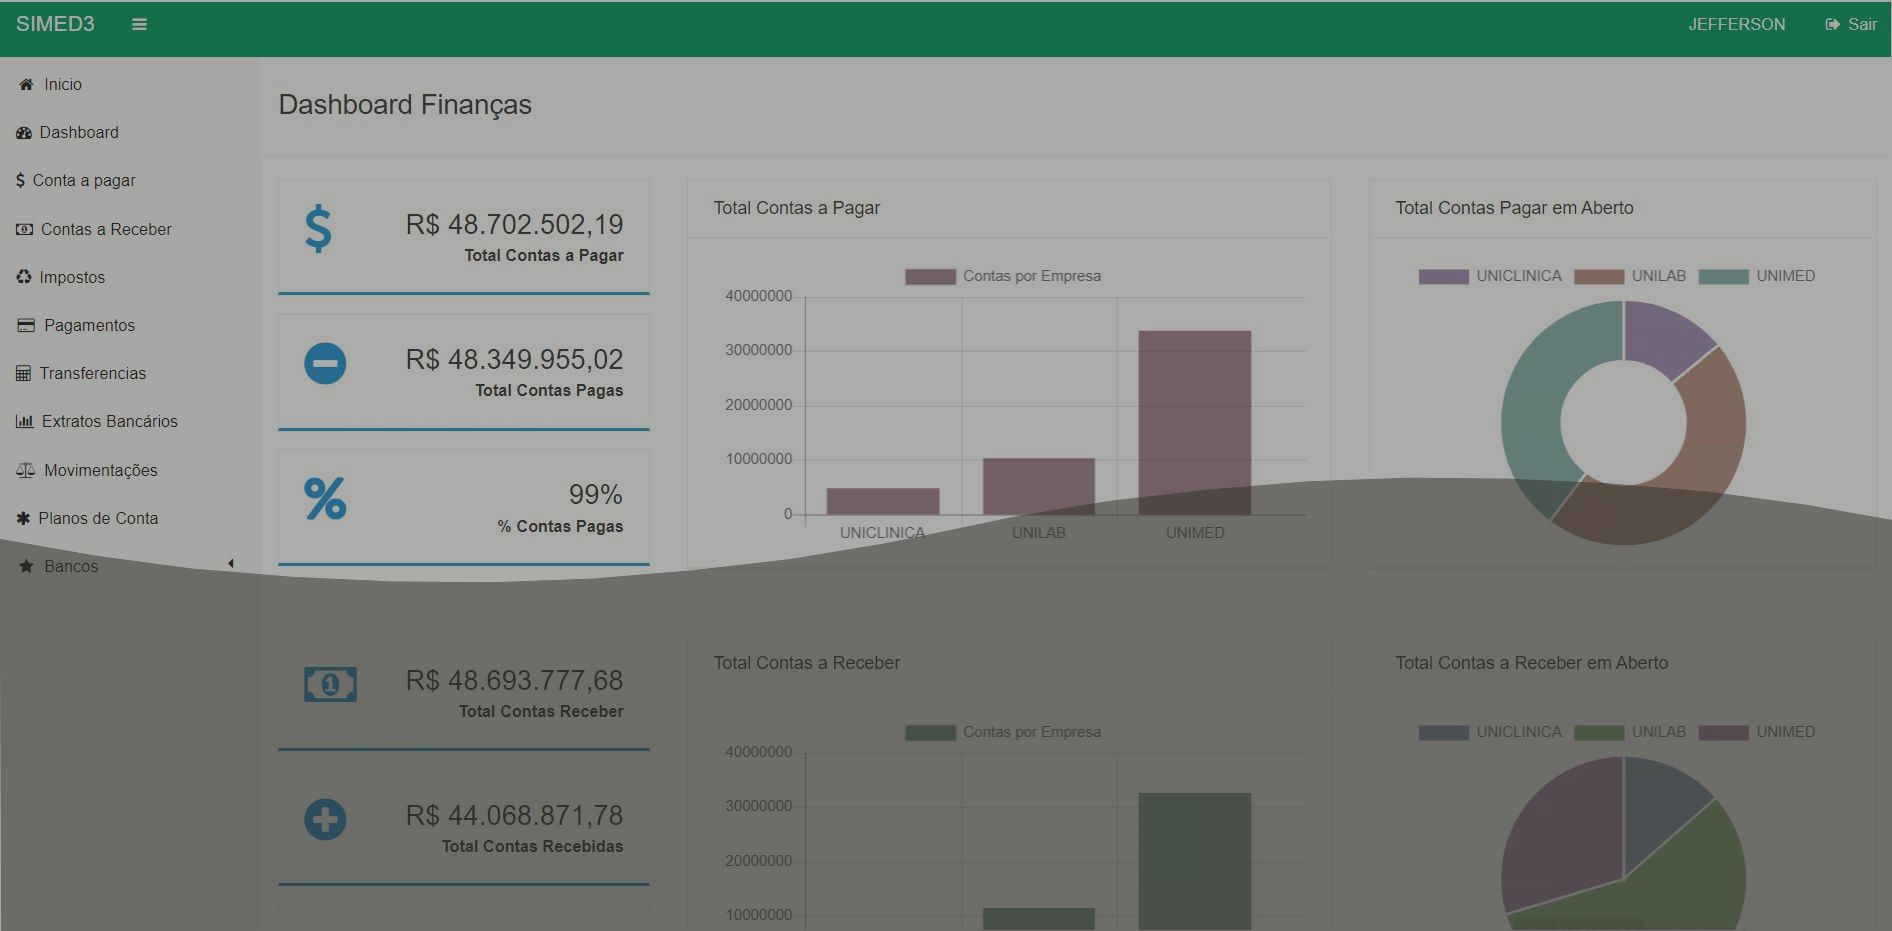 SIMED3
JEFFERSON
Sair
Inicio
Dashboard
Conta a pagar
Contas a Receber
Impostos
Pagamentos
Transferencias
Extratos Bancários
Movimentações
Planos de Conta
Bancos
Dashboard Finanças
R$ 48.702.502,19
Total Contas a Pagar
R$ 48.349.955,02
Total Contas Pagas
99%
% Contas Pagas
Total Contas a Pagar
Contas por Empresa
40000000
30000000
20000000
10000000
0
UNICLINICA UNILAB UNIMED
Total Contas Pagar em Aberto
UNICLINICA UNILAB UNIMED
R$ 48.693.777,68
Total Contas Receber
R$ 44.068.871,78
Total Contas Recebidas
Total Contas a Receber
Contas por Empresa
40000000
30000000
20000000
10000000
Total Contas a Receber em Aberto
UNICLINICA UNILAB UNIMED